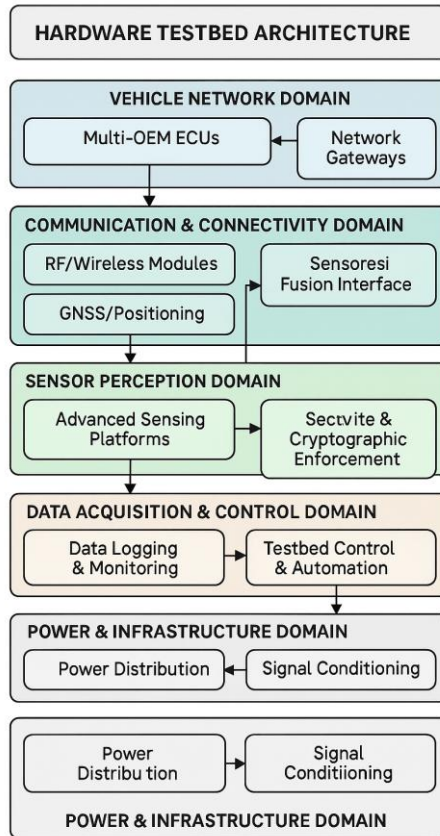 HARDWARE TESTBED ARCHITECTURE
VEHICLE NETWORK DOMAIN
Multi-OEM ECUs
Network
Gateways
COMMUNICATION & CONNECTIVITY DOMAIN
RF/Wireless Modules
GNSS/Positioning
Sensoresi
Fusion Interface
SENSOR PERCEPTION DOMAIN
Advanced Sensing
Platforms
Sectvite &
Cryptographic
Enforcement
DATA ACQUISITION & CONTROL DOMAIN
Data Logging
& Monitoring
Testbed Control
& Automation
POWER & INFRASTRUCTURE DOMAIN
Power Distribution
Signal Conditioning
Power
Distribution
Signal
Conditiioning
POWER & INFRASTRUCTURE DOMAIN